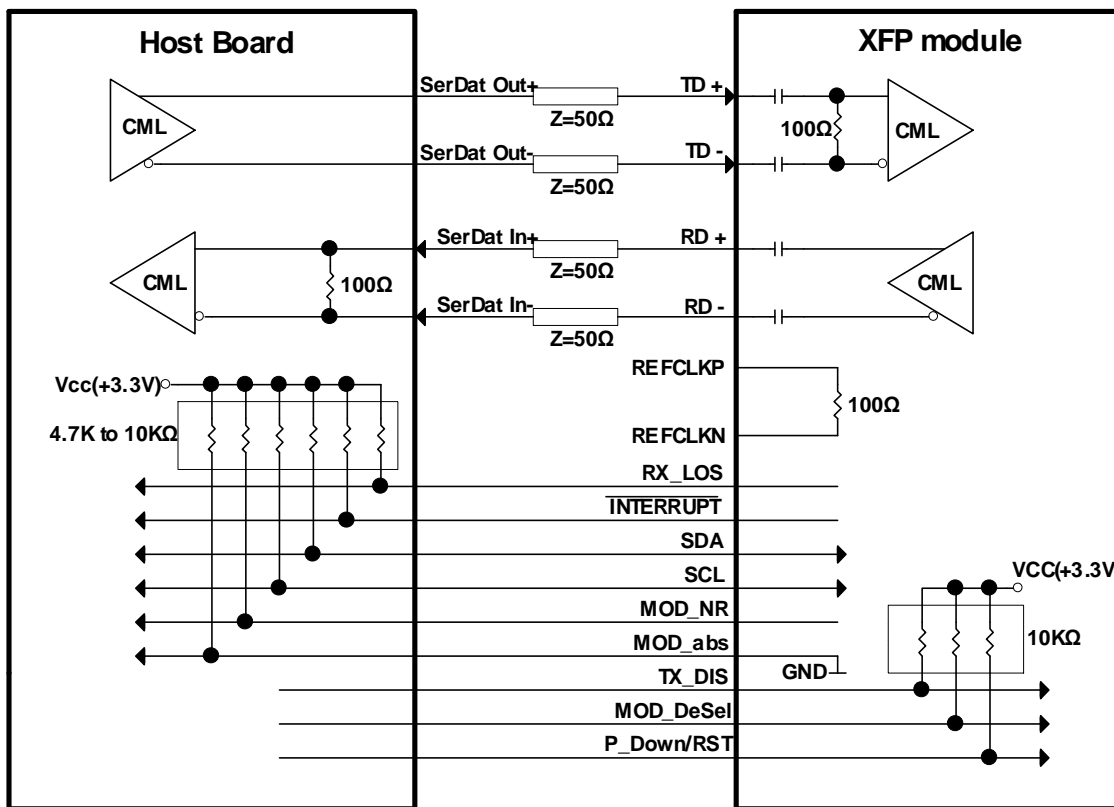 Host Board
XFP module
SerDat Out+
TD +
CML
Z=50Ω
100Ω
CML
SerDat Out-
TD -
Z=50Ω
SerDat In+
RD +
CML
100Ω
Z=50Ω
CML
SerDat In-
RD -
Z=50Ω
REFCLKP
Vcc(+3.3V)
100Ω
4.7K to 10KΩ
REFCLKN
RX_LOS
INTERRUPT
SDA
SCL
VCC(+3.3V
MOD_NR
10KΩ
MOD_abs
GND
TX_DIS
MOD_DeSel
P_Down/RST